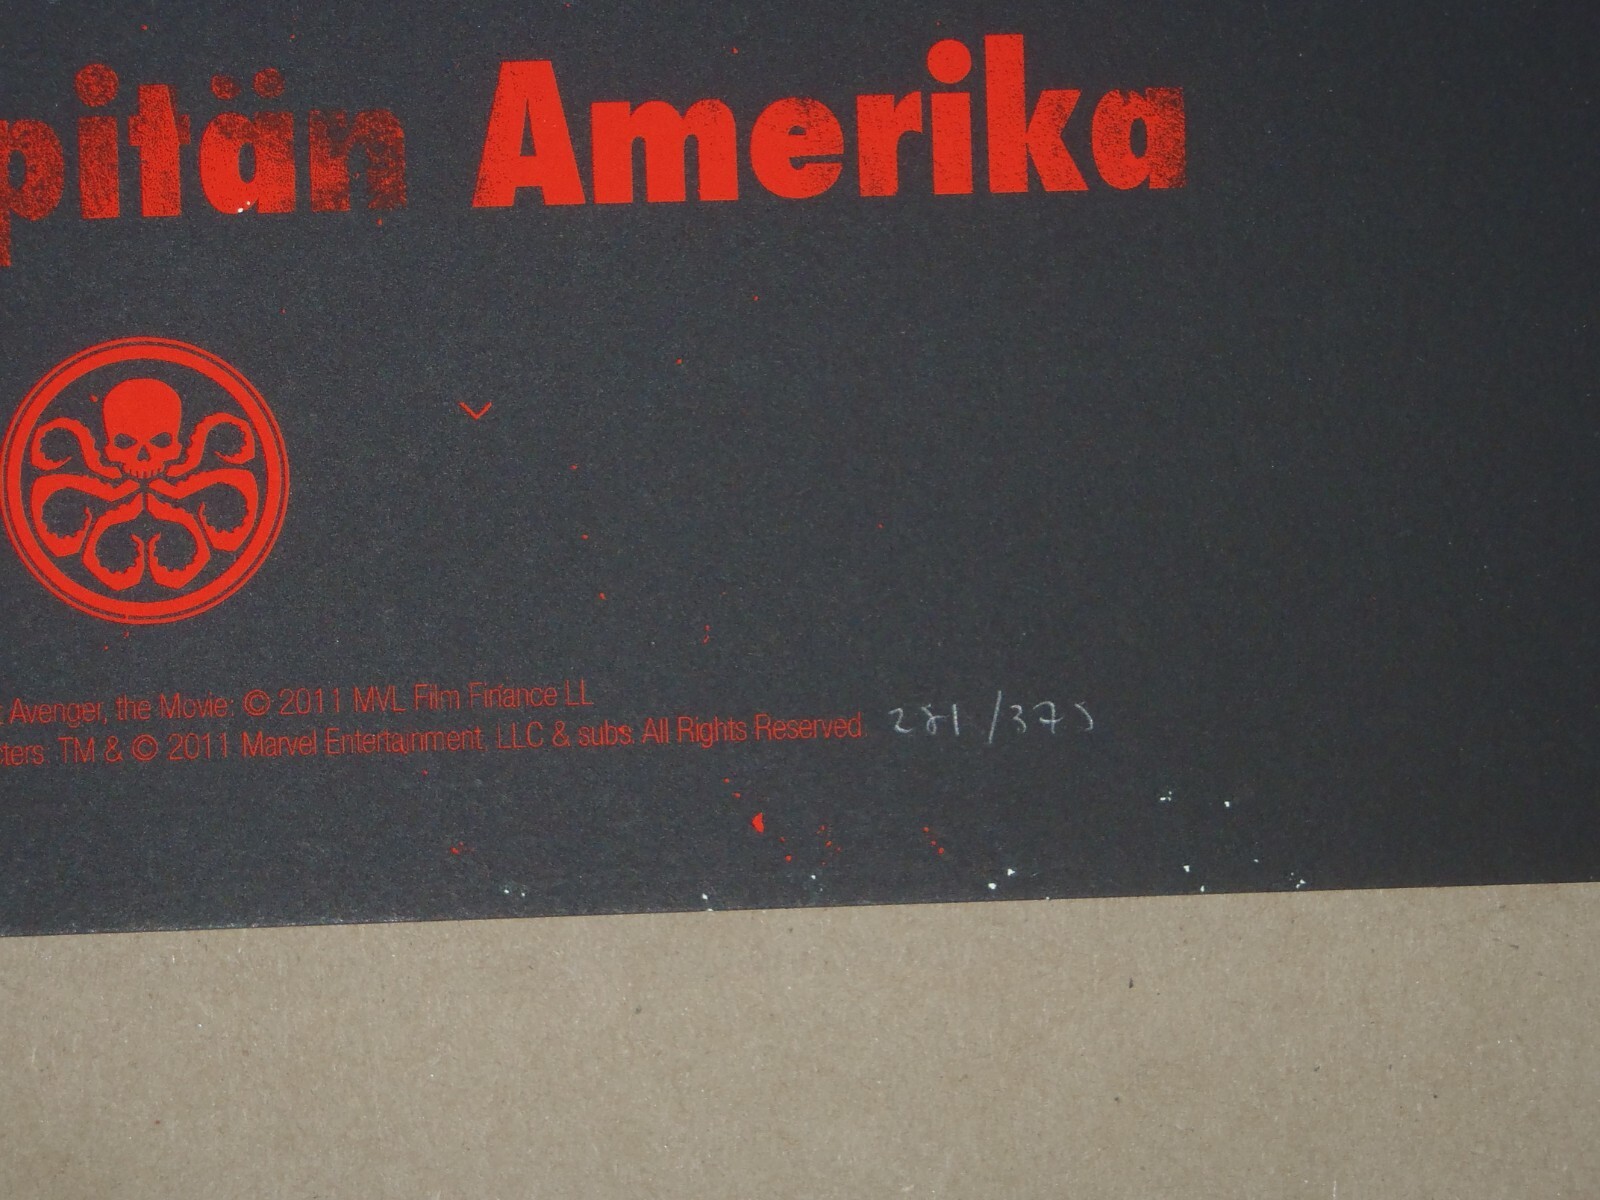 pitän Amerika
t Avenger, the Movie: © 2011 MVL Film Finance LL
cters: TM & © 2011 Marvel Entertainment, LLC & subs. All Rights Reserved. 281/375